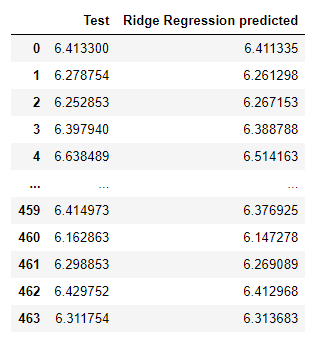 Test Ridge Regression predicted
0 6.413300 6.411335
1 6.278754 6.261298
2 6.252853 6.267153
3 6.397940 6.388788
4 6.638489 6.514163
... ... ...
459 6.414973 6.376925
460 6.162863 6.147278
461 6.298853 6.269089
462 6.429752 6.412968
463 6.311754 6.313683